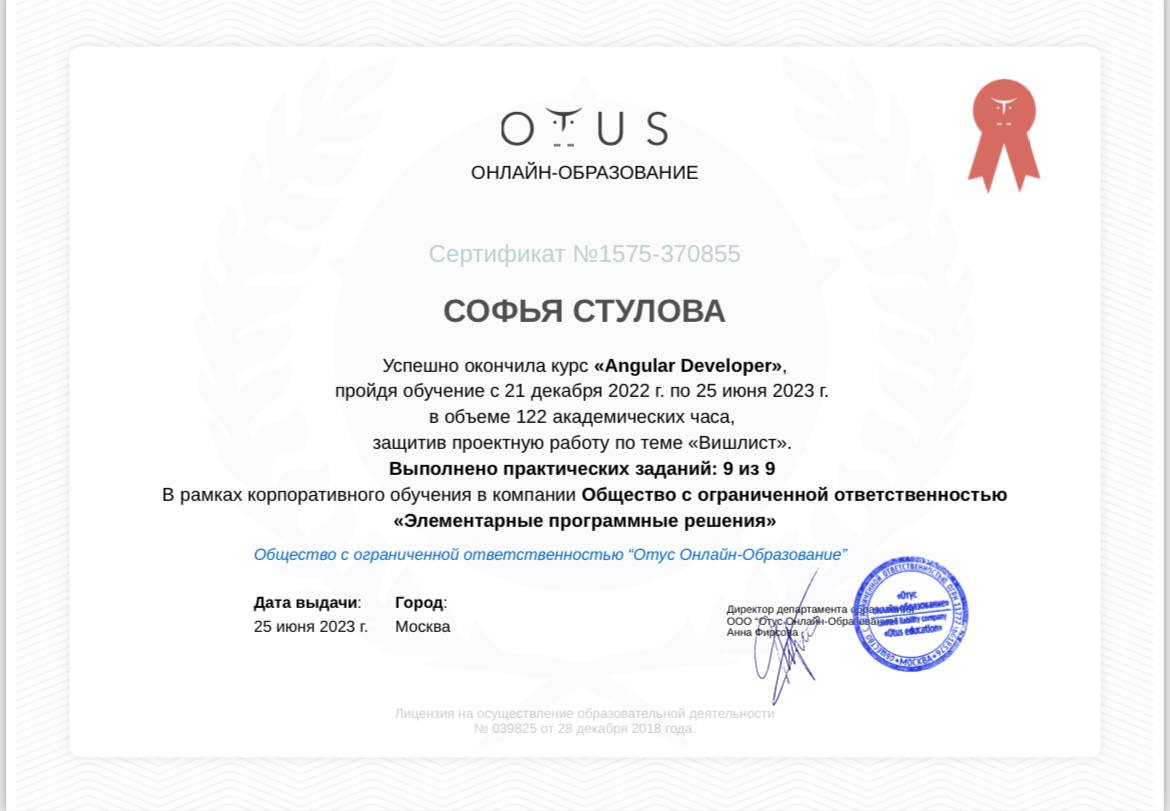 OTUS
ОНЛАЙН-ОБРАЗОВАНИЕ
Сертификат №1575-370855
СОФЬЯ СТУЛОВА
Успешно окончила курс «Angular Developer»,
пройдя обучение с 21 декабря 2022 г. по 25 июня 2023 г.
в объеме 122 академических часа,
защитив проектную работу по теме «Вишлист».
Выполнено практических заданий: 9 из 9
В рамках корпоративного обучения в компании Общество с ограниченной ответственностью
«Элементарные программные решения»
Общество с ограниченной ответственностью “Отус Онлайн-Образование”
Дата выдачи: Город:
25 июня 2023 г. Москва
Директор департамента образования
ООО “Отус Онлайн-Образование”
Анна Фирсова
«Отус
онлайн-образование»
limited liability company
«Otus education»
МОСКВА
Лицензия на осуществление образовательной деятельности
№ 039825 от 28 декабря 2018 года.